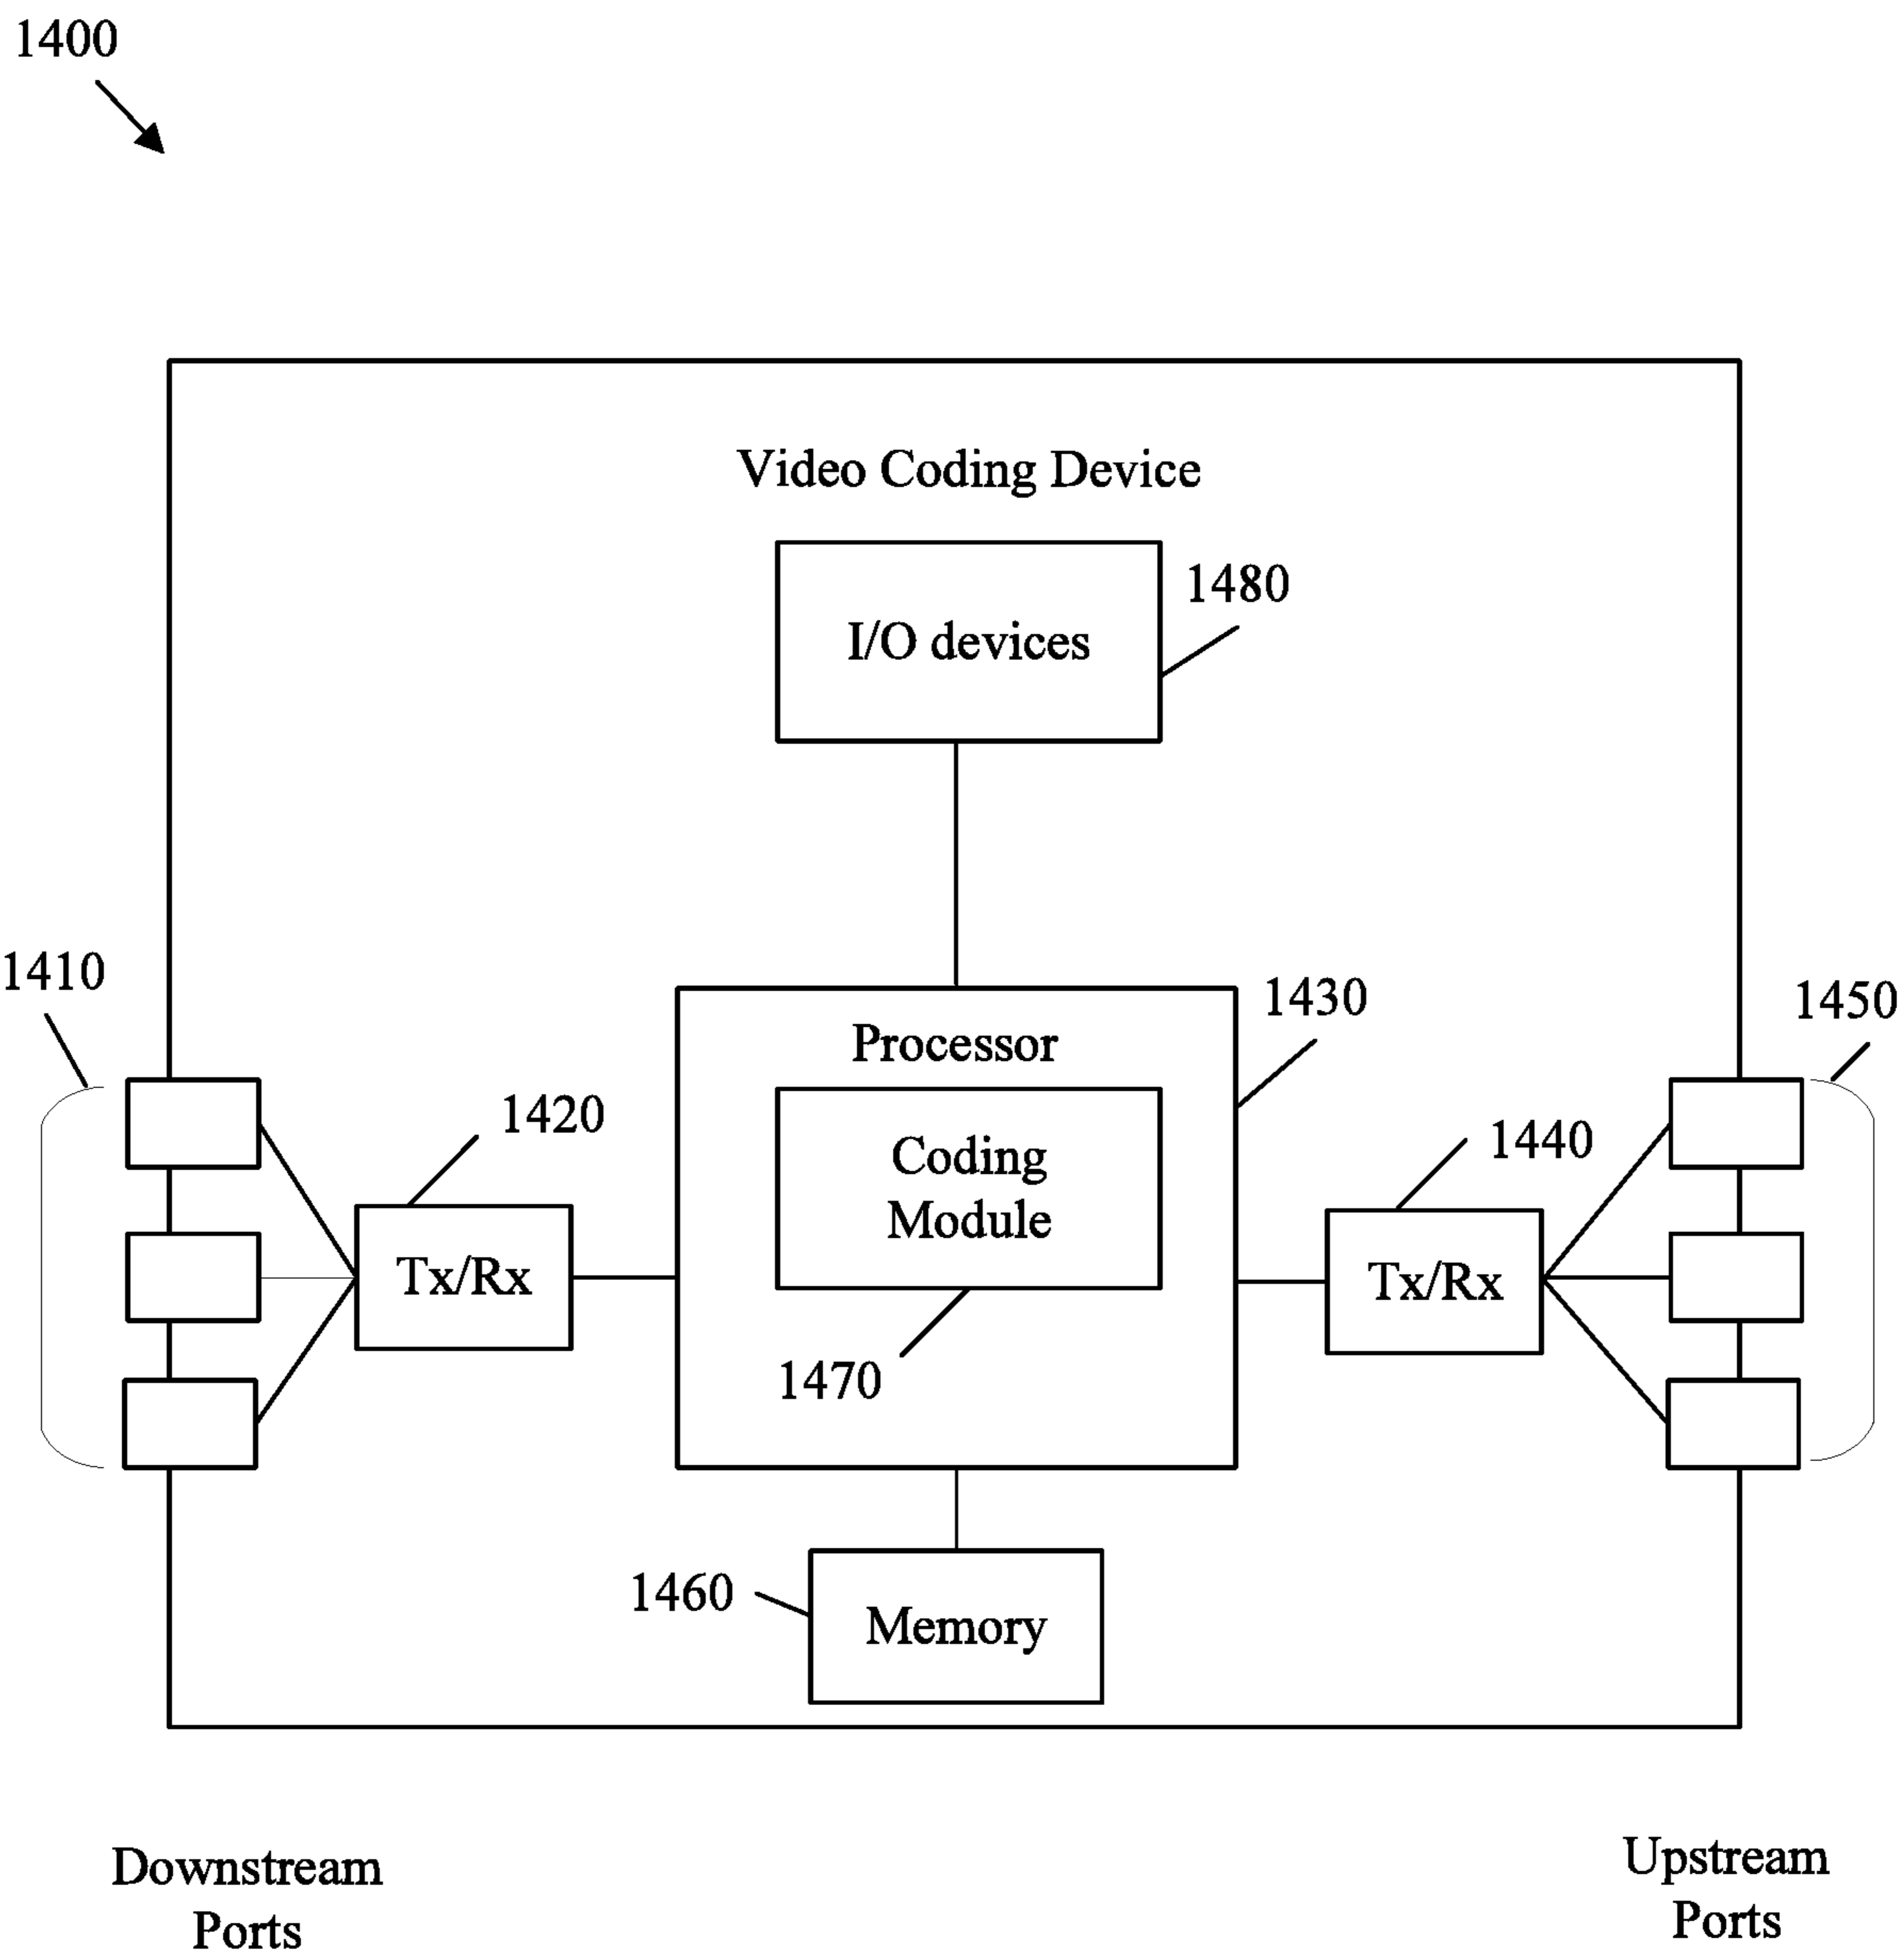 1400
Video Coding Device
I/O devices
1480
1410
1430
1450
Processor
1420
1440
Coding
Module
Tx/Rx
Tx/Rx
1470
1460
Memory
Downstream
Ports
Upstream
Ports